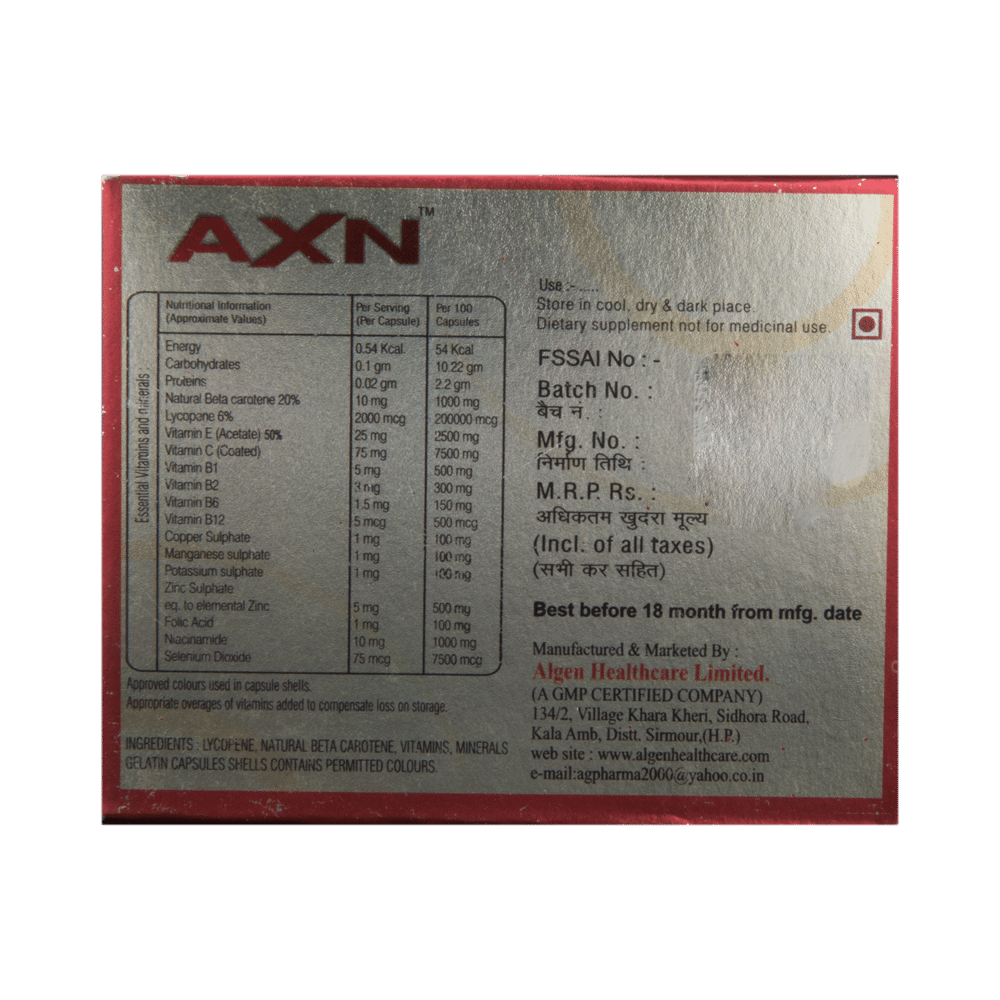 AXN™
Nutritional Information Per Serving Per 100
(Approximate Values) (Per Capsule) Capsules
Essential Vitamins and minerals :
Energy 0.54 Kcal. 54 Kcal
Carbohydrates 0.1 gm 10.22 gm
Proteins 0.02 gm 2.2 gm
Natural Beta carotene 20% 10 mg 1000 mg
Lycopane 6% 2000 mcg 200000 mcg
Vitamin E (Acetate) 50% 25 mg 2500 mg
Vitamin C (Coated) 75 mg 7500 mg
Vitamin B1 5 mg 500 mg
Vitamin B2 3 mg 300 mg
Vitamin B6 1.5 mg 150 mg
Vitamin B12 5 mcg 500 mcg
Copper Sulphate 1 mg 100 mg
Manganese sulphate 1 mg 100 mg
Potassium sulphate 1 mg 100 mg
Zinc Sulphate
eq. to elemental Zinc 5 mg 500 mg
Folic Acid 1 mg 100 mg
Niacinamide 10 mg 1000 mg
Selenium Dioxide 75 mcg 7500 mcg
Approved colours used in capsule shells.
Appropriate overages of vitamins added to compensate loss on storage.
INGREDIENTS : LYCOPENE, NATURAL BETA CAROTENE, VITAMINS, MINERALS
GELATIN CAPSULES SHELLS CONTAINS PERMITTED COLOURS.
Use :- .....
Store in cool, dry & dark place.
Dietary supplement not for medicinal use.
FSSAI No : -
Batch No. :
बैच नं. :
Mfg. No. :
निर्माण तिथि :
M.R.P. Rs. :
अधिकतम खुदरा मूल्य
(Incl. of all taxes)
(सभी कर सहित)
Best before 18 month from mfg. date
Manufactured & Marketed By :
Algen Healthcare Limited.
(A GMP CERTIFIED COMPANY)
134/2, Village Khara Kheri, Sidhora Road,
Kala Amb, Distt. Sirmour,(H.P.)
web site : www.algenhealthcare.com
e-mail:agpharma2000@yahoo.co.in